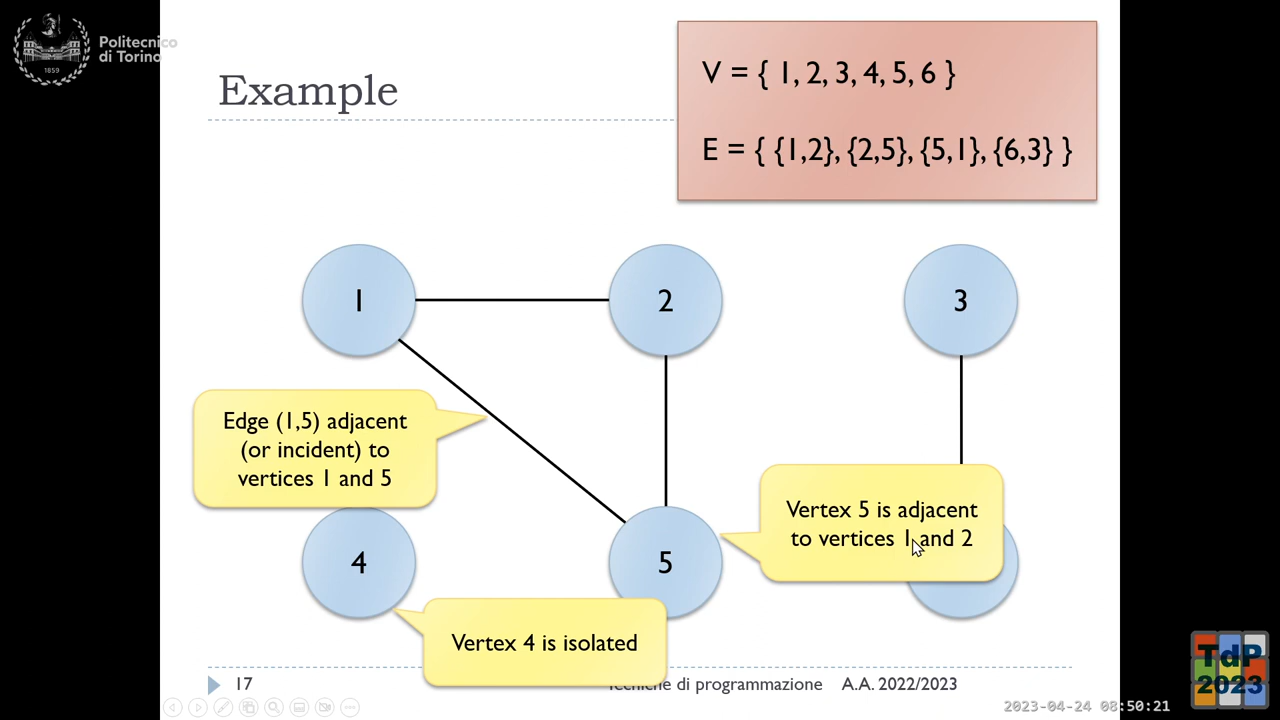 Politecnico
di Torino
1859
Example
V = { 1, 2, 3, 4, 5, 6 }
E = { {1,2}, {2,5}, {5,1}, {6,3} }
1
2
3
Edge (1,5) adjacent
(or incident) to
vertices 1 and 5
Vertex 5 is adjacent
to vertices 1 and 2
4
5
Vertex 4 is isolated
17
Tecniche di programmazione A.A. 2022/2023
TdP
2023
2023-04-24 08:50:21